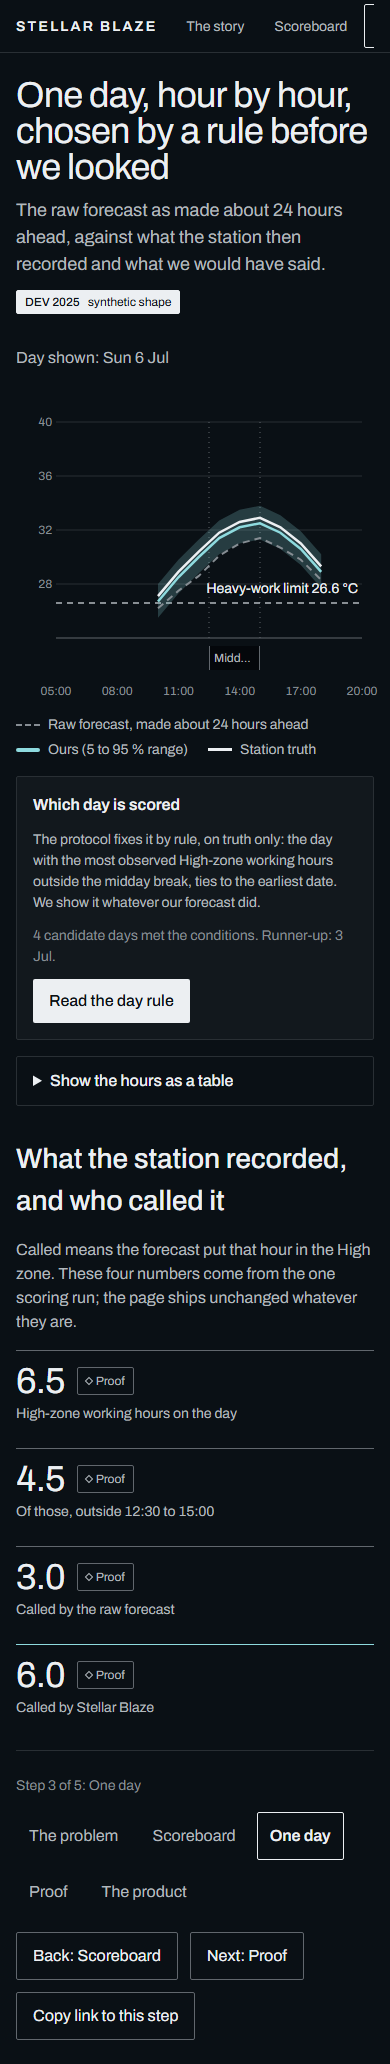 STELLAR BLAZE The story Scoreboard
One day, hour by hour,
chosen by a rule before
we looked
The raw forecast as made about 24 hours
ahead, against what the station then
recorded and what we would have said.
DEV 2025 synthetic shape
Day shown: Sun 6 Jul
40
36
32
28
Heavy-work limit 26.6 °C
Midd...
05:00 08:00 11:00 14:00 17:00 20:00
Raw forecast, made about 24 hours ahead
Ours (5 to 95 % range) Station truth
Which day is scored
The protocol fixes it by rule, on truth only: the day
with the most observed High-zone working hours
outside the midday break, ties to the earliest date.
We show it whatever our forecast did.
4 candidate days met the conditions. Runner-up: 3
Jul.
Read the day rule
▶ Show the hours as a table
What the station recorded,
and who called it
Called means the forecast put that hour in the High
zone. These four numbers come from the one
scoring run; the page ships unchanged whatever
they are.
6.5 ◇ Proof
High-zone working hours on the day
4.5 ◇ Proof
Of those, outside 12:30 to 15:00
3.0 ◇ Proof
Called by the raw forecast
6.0 ◇ Proof
Called by Stellar Blaze
Step 3 of 5: One day
The problem Scoreboard One day
Proof The product
Back: Scoreboard Next: Proof
Copy link to this step